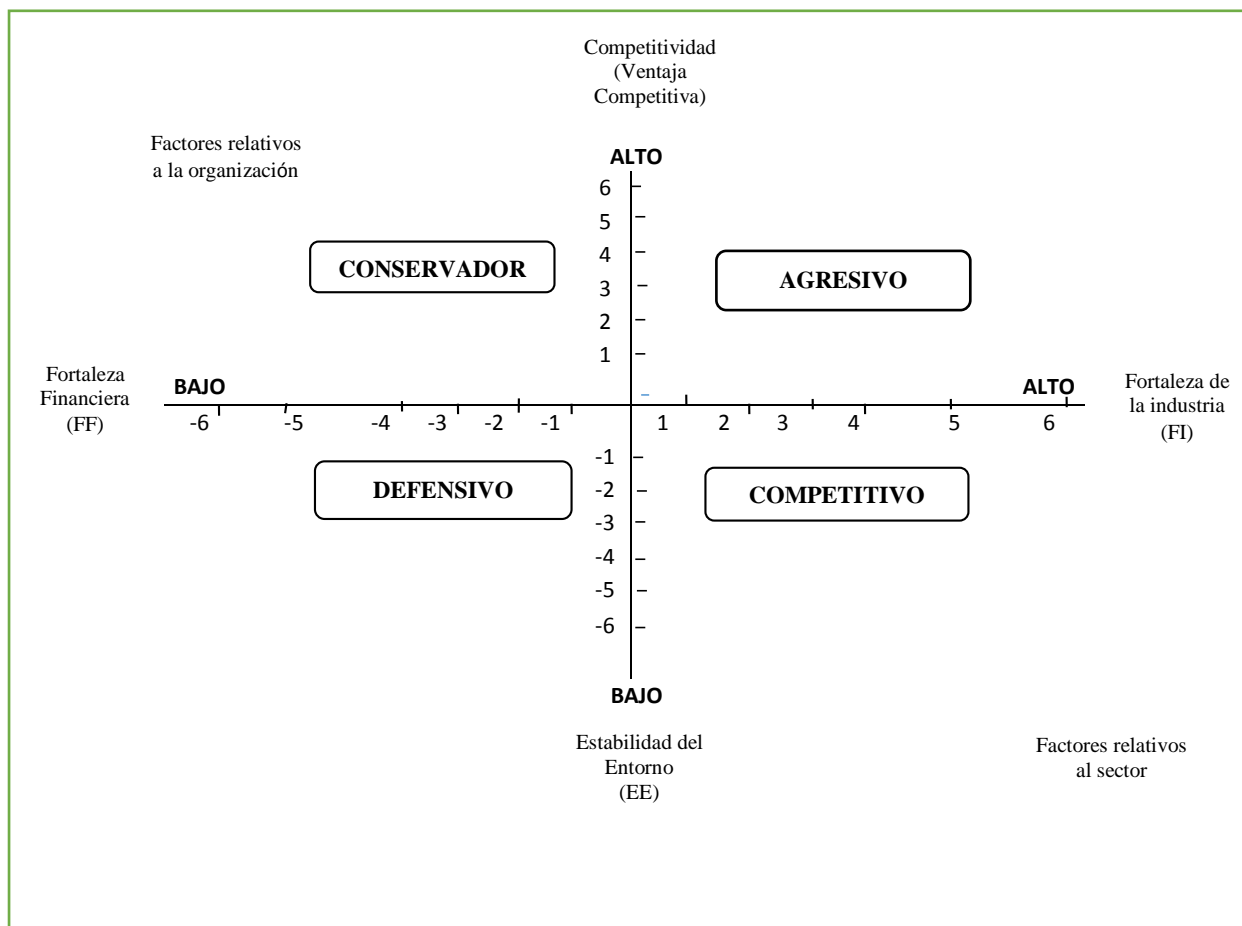 Competitividad
(Ventaja
Competitiva)
Factores relativos
a la organización
ALTO
6
5
4
3
2
1
CONSERVADOR
AGRESIVO
Fortaleza
Financiera
(FF)
BAJO
ALTO
Fortaleza de
la industria
(FI)
-6 -5 -4 -3 -2 -1 1 2 3 4 5 6
-1
-2
-3
-4
-5
-6
DEFENSIVO
COMPETITIVO
BAJO
Estabilidad del
Entorno
(EE)
Factores relativos
al sector